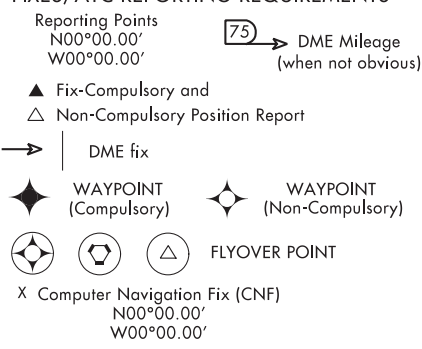 FIXES/ATC REPORTING REQUIREMENTS
Reporting Points
N00°00.00′
W00°00.00′
75
DME Mileage
(when not obvious)
Fix-Compulsory and
Non-Compulsory Position Report
DME fix
WAYPOINT
(Compulsory)
WAYPOINT
(Non-Compulsory)
FLYOVER POINT
X Computer Navigation Fix (CNF)
N00°00.00′
W00°00.00′